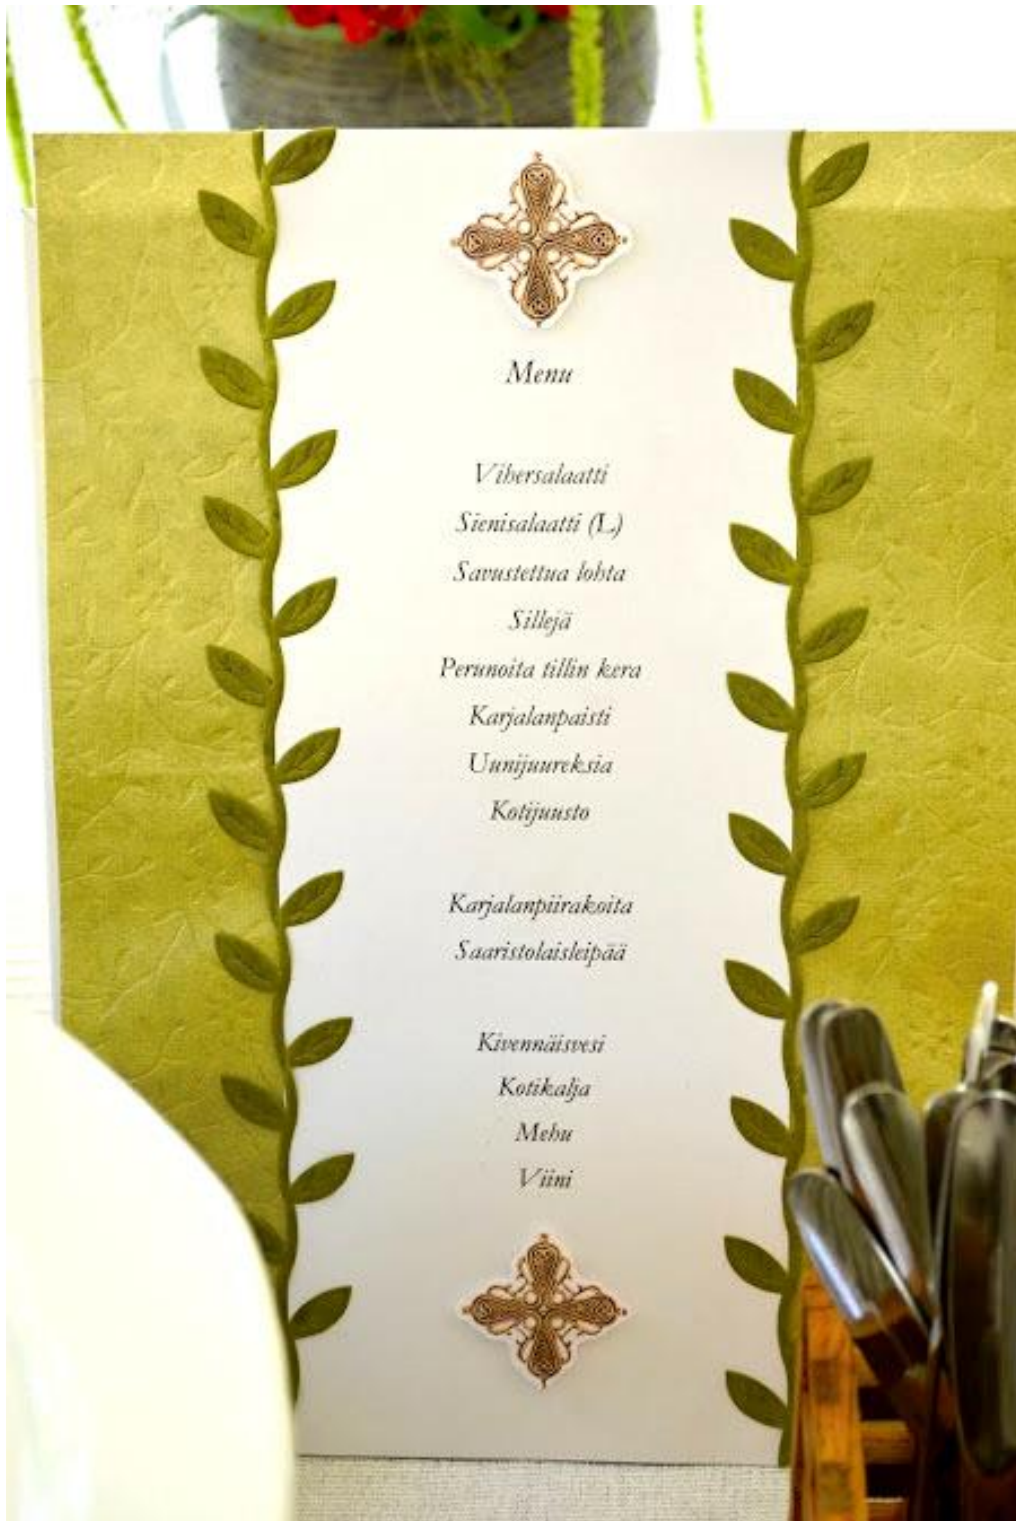 Menu
Vihersalaatti
Sienisalaatti (L)
Savustettua lohta
Sillejä
Perunoita tillin kera
Karjalanpaisti
Uunijuureksia
Kotijuusto
Karjalanpiirakoita
Saaristolaisleipää
Kivennäisvesi
Kotikalja
Mehu
Viini